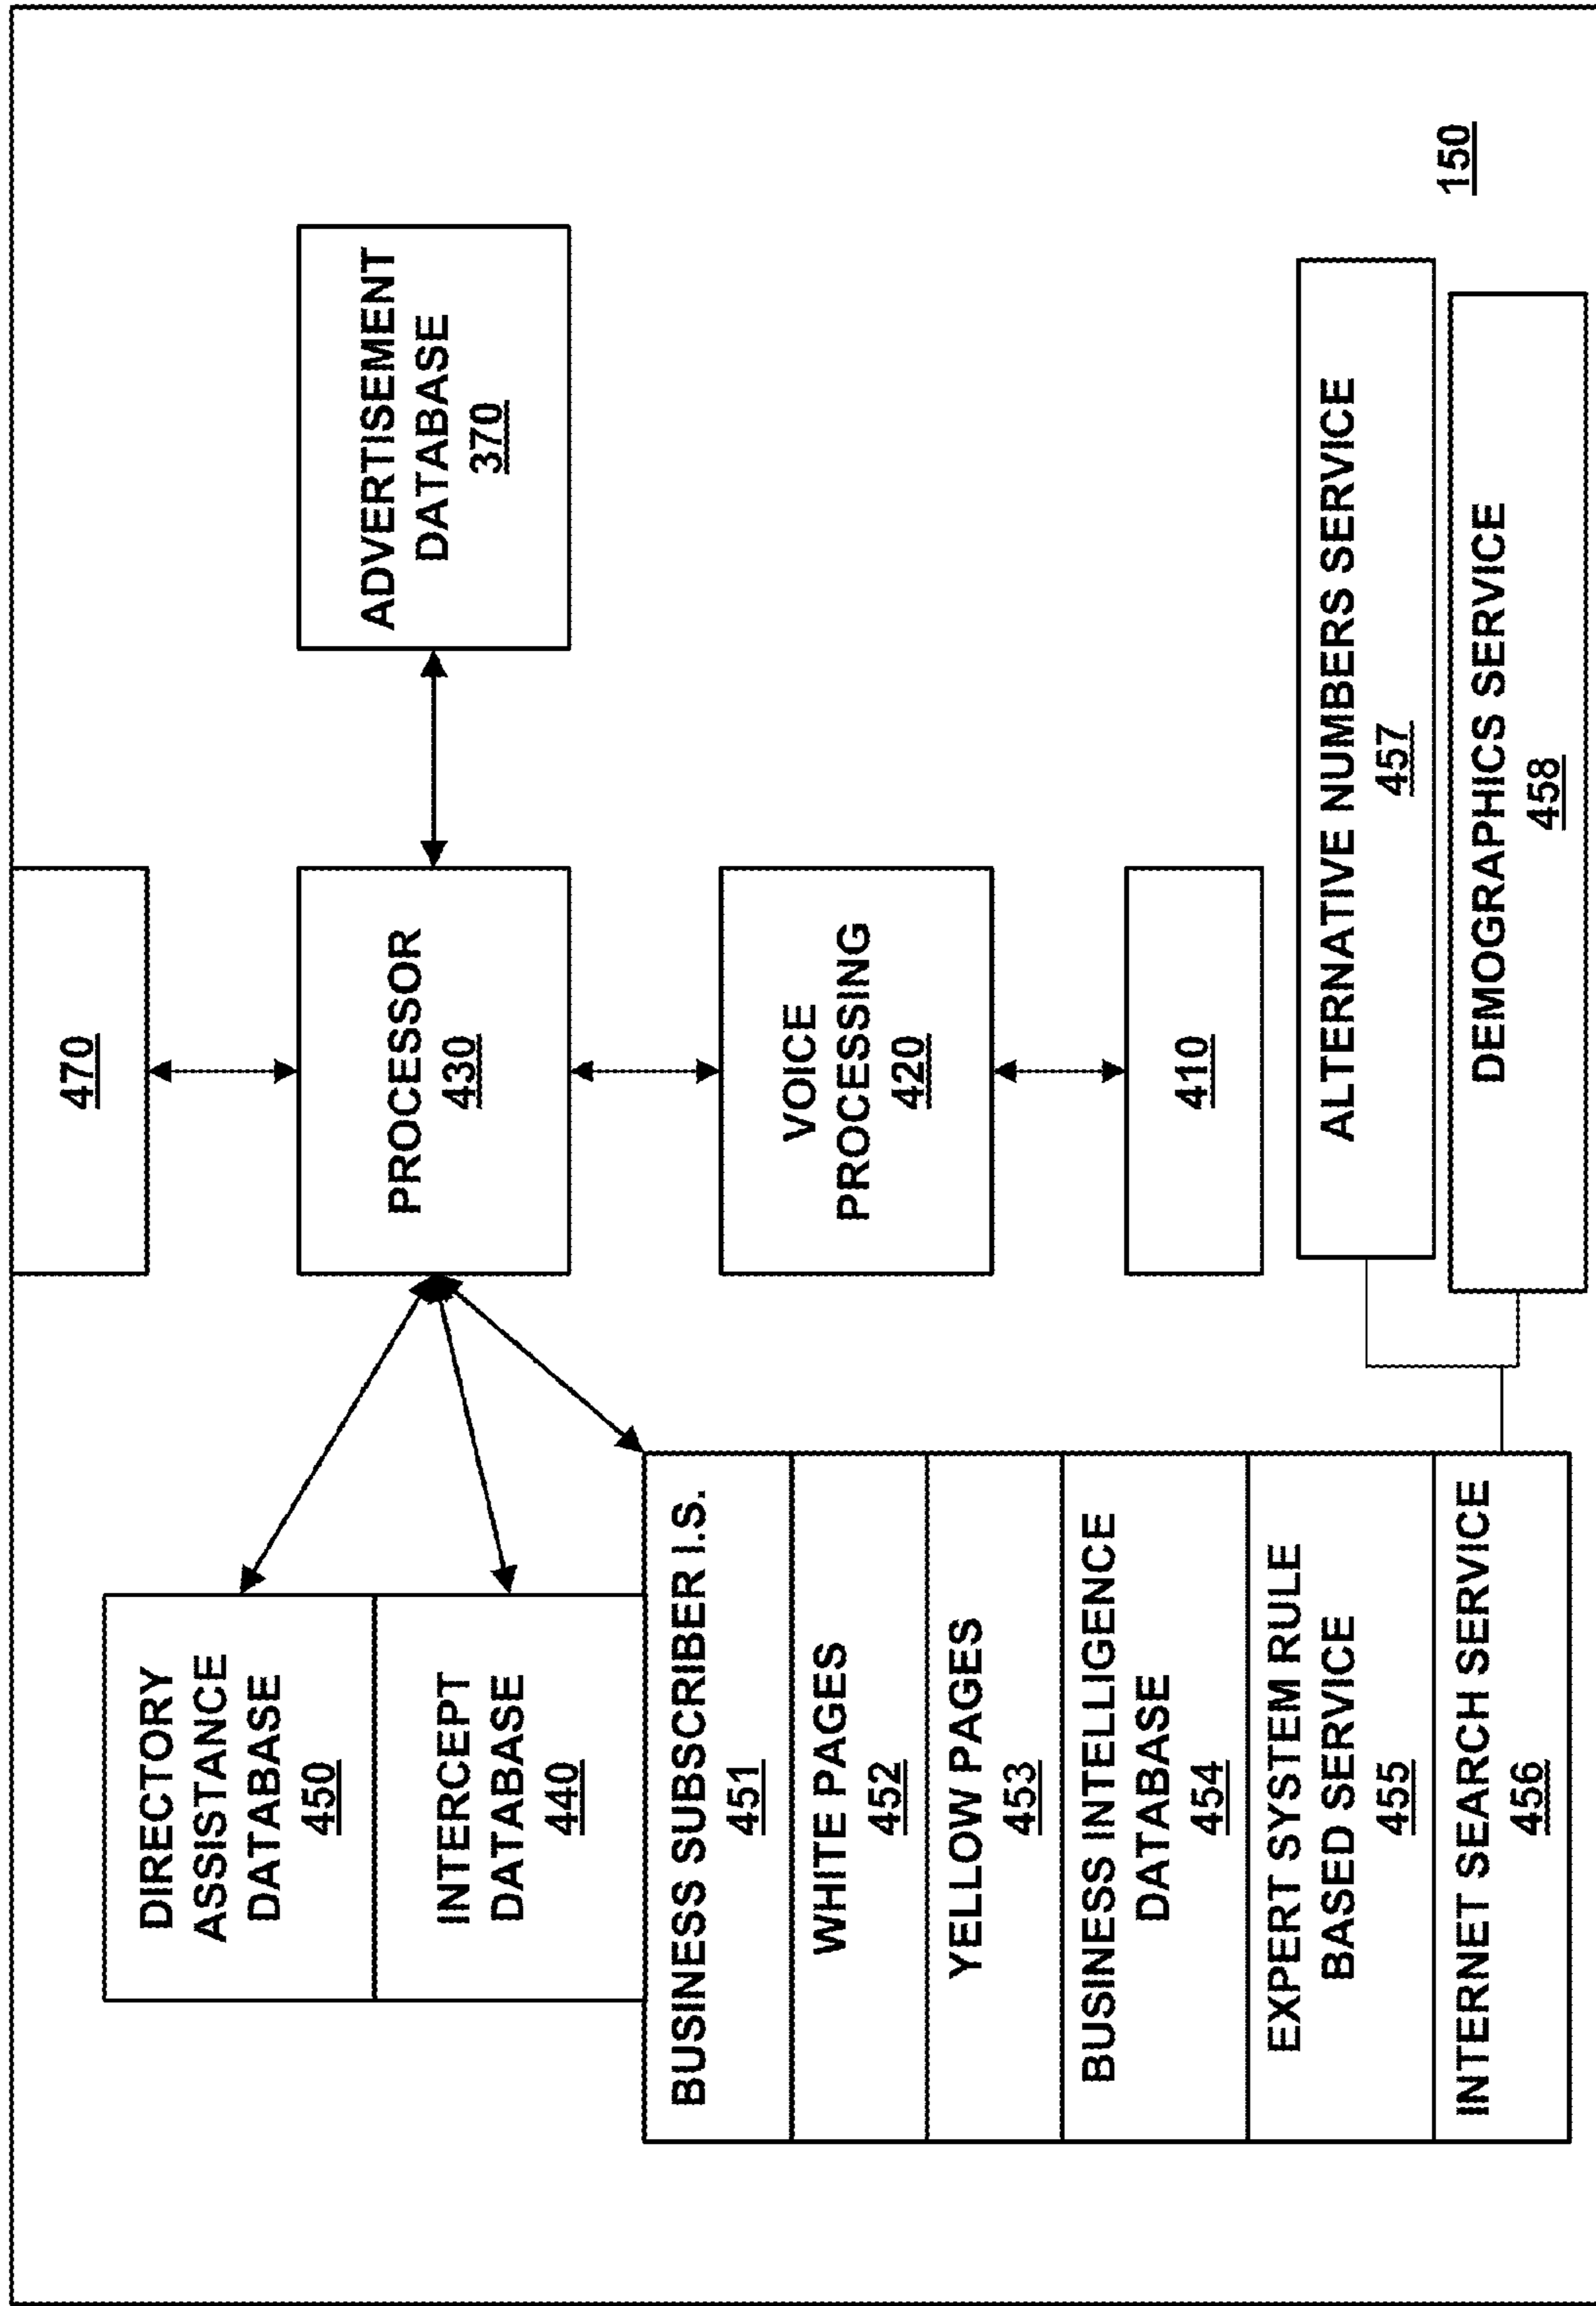 470
DIRECTORY
ASSISTANCE
DATABASE
450
INTERCEPT
DATABASE
440
PROCESSOR
430
ADVERTISEMENT
DATABASE
370
BUSINESS SUBSCRIBER I.S.
451
WHITE PAGES
452
YELLOW PAGES
453
BUSINESS INTELLIGENCE
DATABASE
454
EXPERT SYSTEM RULE
BASED SERVICE
455
INTERNET SEARCH SERVICE
456
VOICE
PROCESSING
420
410
ALTERNATIVE NUMBERS SERVICE
457
DEMOGRAPHICS SERVICE
458
150